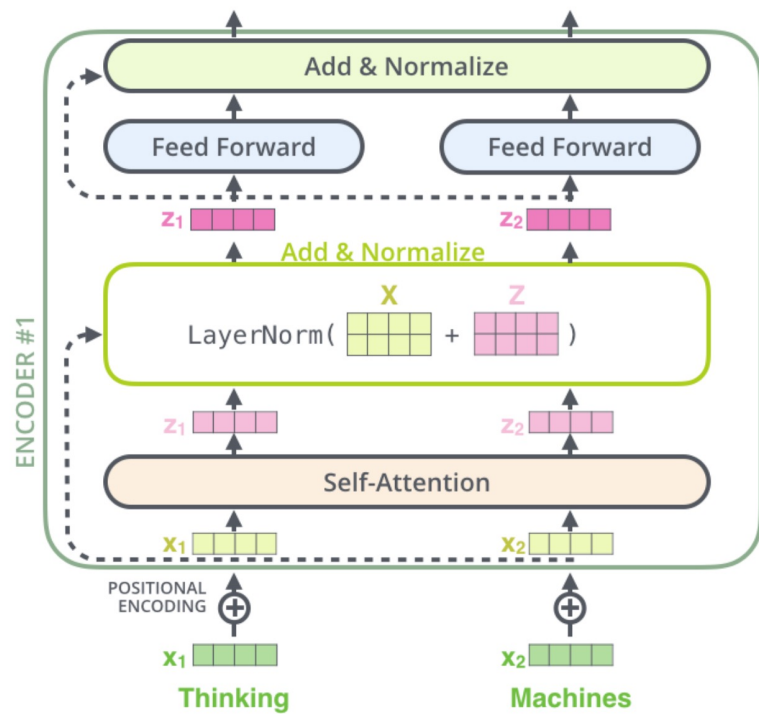 Add & Normalize
Feed Forward
Feed Forward
z1
z2
Add & Normalize
X
Z
LayerNorm(
+
)
ENCODER #1
z1
z2
Self-Attention
x1
x2
POSITIONAL
ENCODING
x1
x2
Thinking
Machines